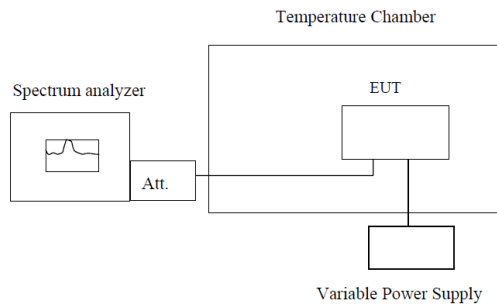 Temperature Chamber
Spectrum analyzer
EUT
Att.
Variable Power Supply